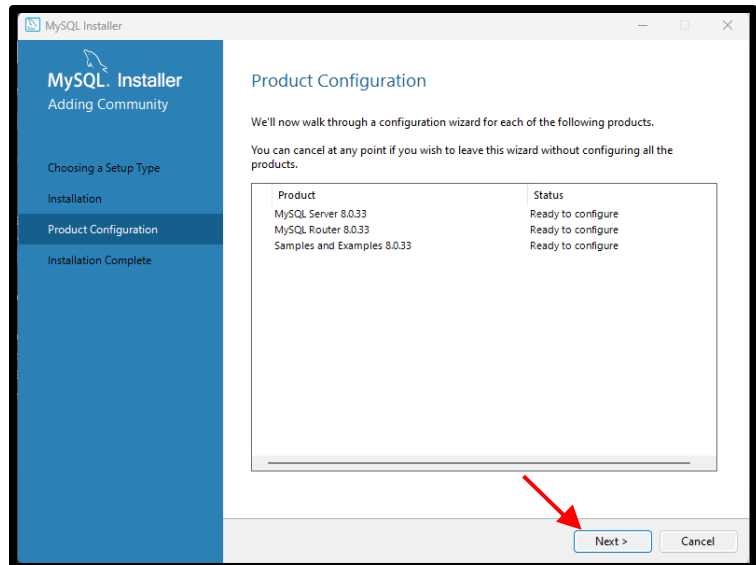 MySQL Installer
MySQL. Installer
Adding Community
Choosing a Setup Type
Installation
Product Configuration
Installation Complete
Product Configuration
We'll now walk through a configuration wizard for each of the following products.
You can cancel at any point if you wish to leave this wizard without configuring all the
products.
Product Status
MySQL Server 8.0.33 Ready to configure
MySQL Router 8.0.33 Ready to configure
Samples and Examples 8.0.33 Ready to configure
Next > Cancel